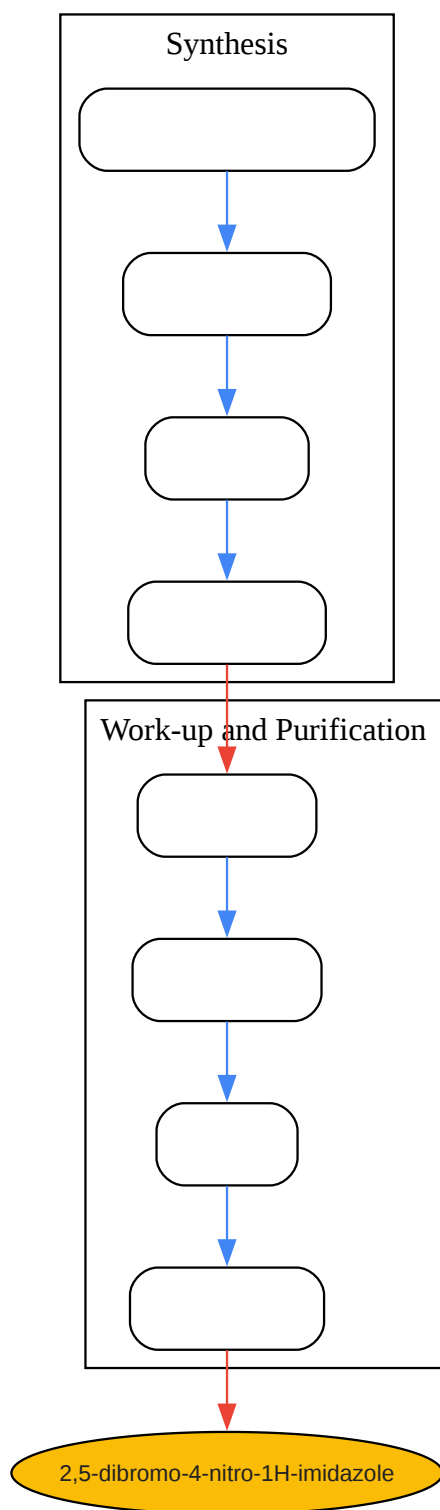 Synthesis
Work-up and Purification
2,5-dibromo-4-nitro-1H-imidazole